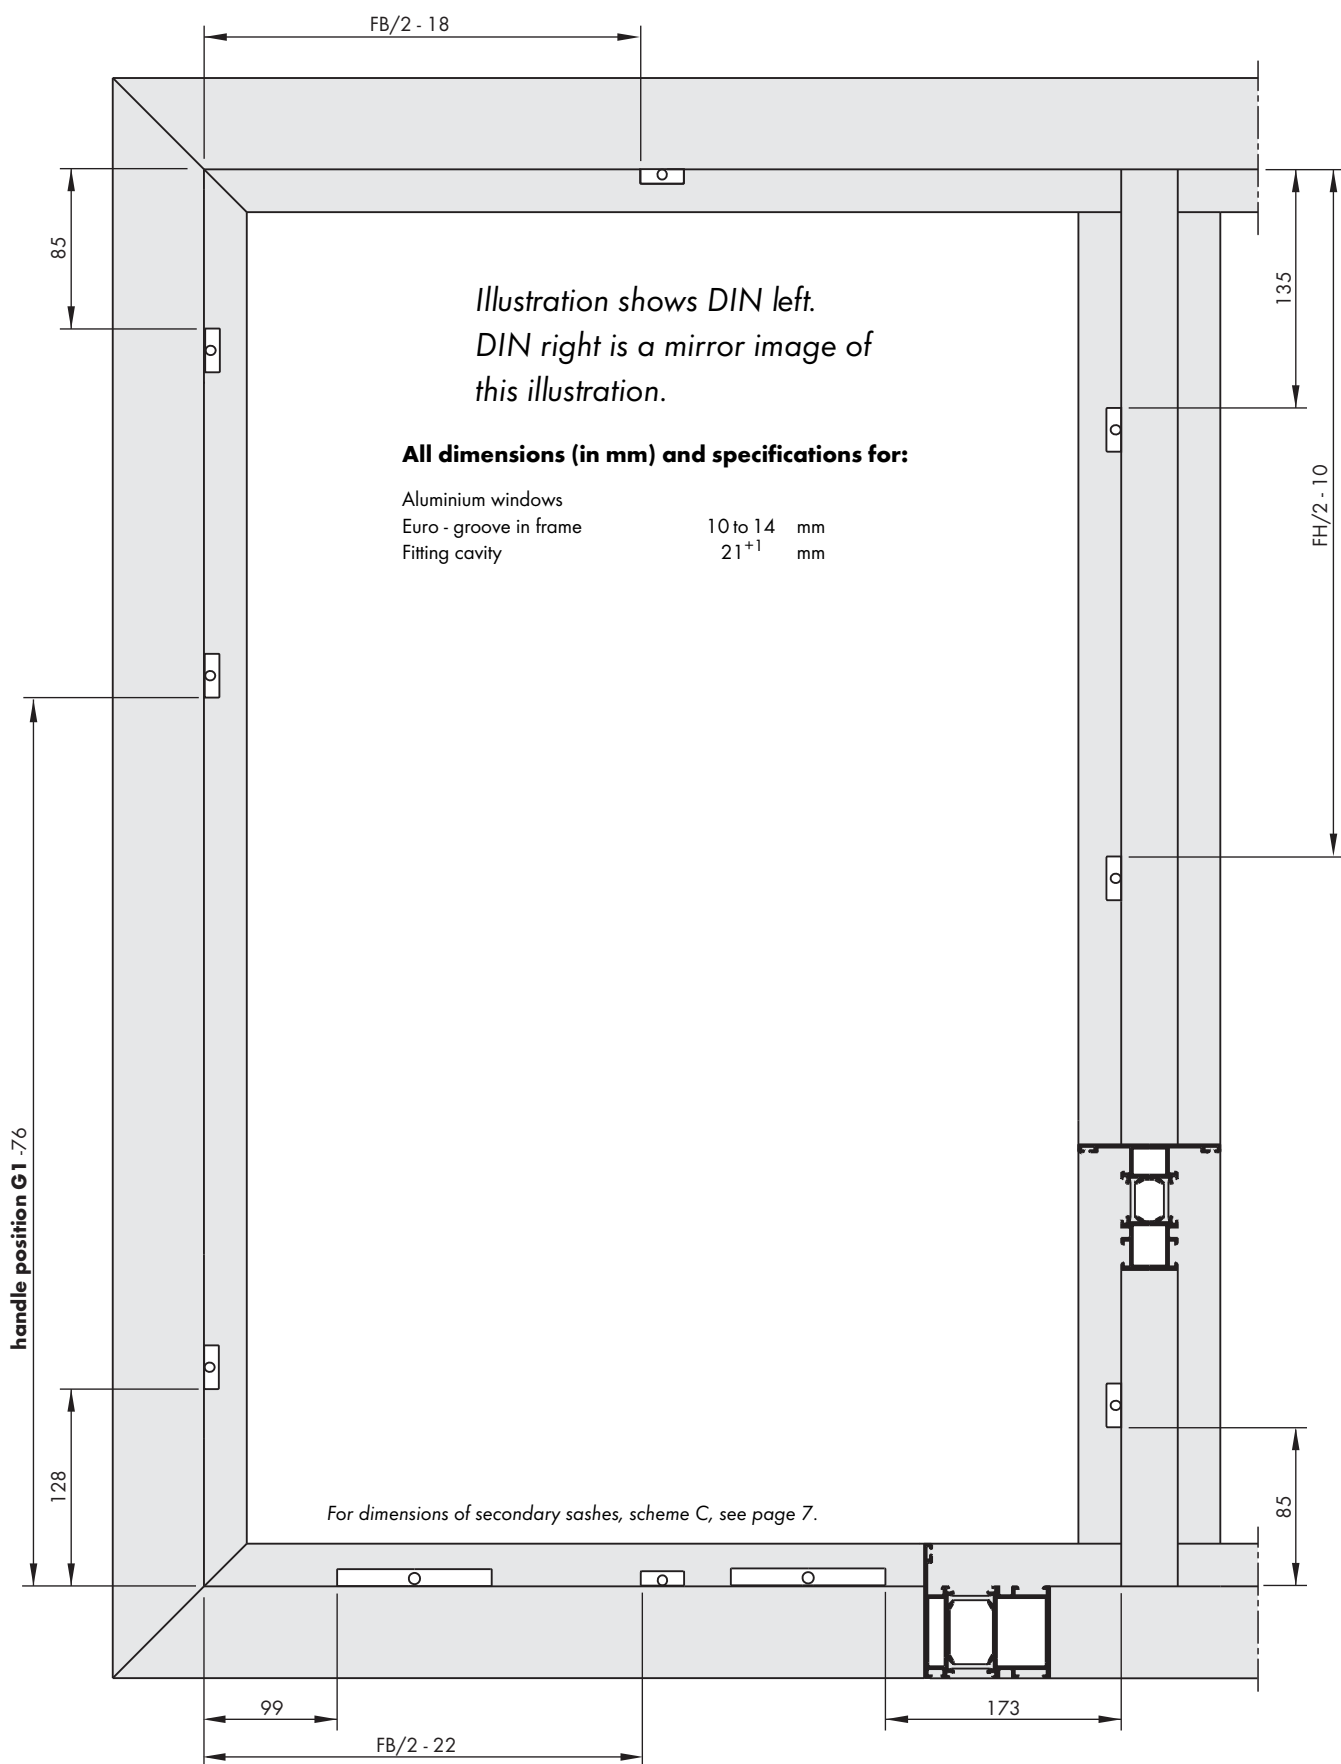 FB/2 - 18
85
135
Illustration shows DIN left.
DIN right is a mirror image of
this illustration.
All dimensions (in mm) and specifications for:
Aluminium windows
Euro - groove in frame 10 to 14 mm
Fitting cavity 21+1 mm
FH/2 - 10
handle position G1 -76
128
For dimensions of secondary sashes, scheme C, see page 7.
85
99
173
FB/2 - 22